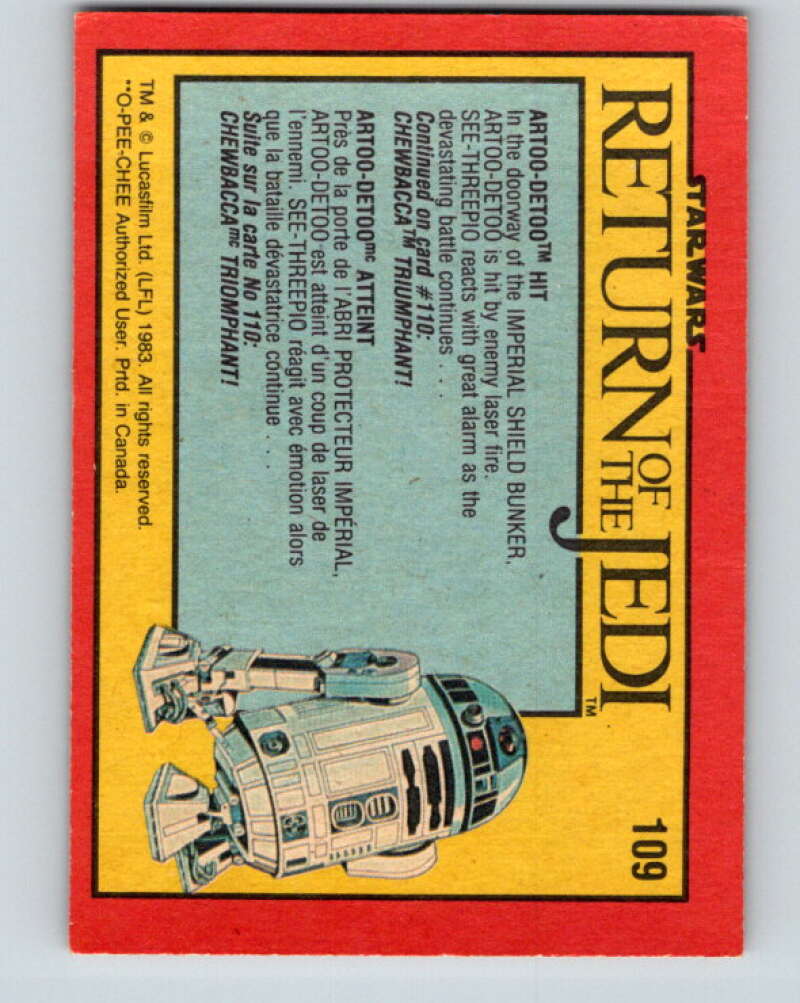 STAR WARS
RETURN OF THE JEDI™
109
ARTOO-DETOO™ HIT
In the doorway of the IMPERIAL SHIELD BUNKER,
ARTOO-DETOO is hit by enemy laser fire.
SEE-THREEPIO reacts with great alarm as the
devastating battle continues . . .
Continued on card #110:
CHEWBACCA™ TRIUMPHANT!
ARTOO-DETOOmc ATTEINT
Près de la porte de l'ABRI PROTECTEUR IMPÉRIAL,
ARTOO-DETOO est atteint d'un coup de laser de
l'ennemi. SEE-THREEPIO réagit avec émotion alors
que la bataille dévastatrice continue . . .
Suite sur la carte No 110:
CHEWBACCAmc TRIOMPHANT!
TM & © Lucasfilm Ltd. (LFL) 1983. All rights reserved.
**O-PEE-CHEE Authorized User. Prtd. in Canada.